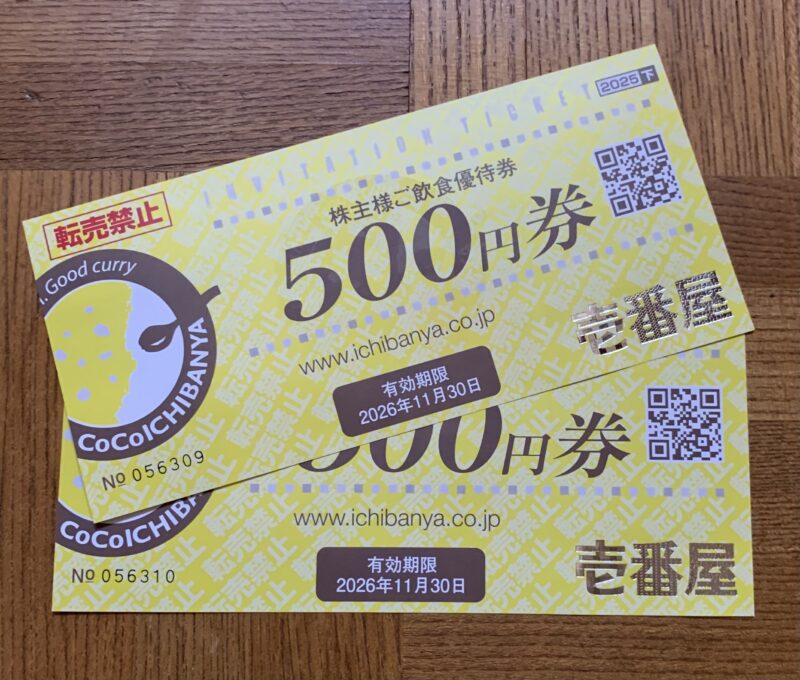 INVITATION TICKET
2025下
転売禁止
株主様ご飲食優待券
500円券
Good curry
CoCoICHIBANYA
www.ichibanya.co.jp
壱番屋
有効期限
2026年11月30日
No 056309
500円券
CoCoICHIBA
www.ichibanya.co.jp
壱番屋
有効期限
2026年11月30日
No 056310